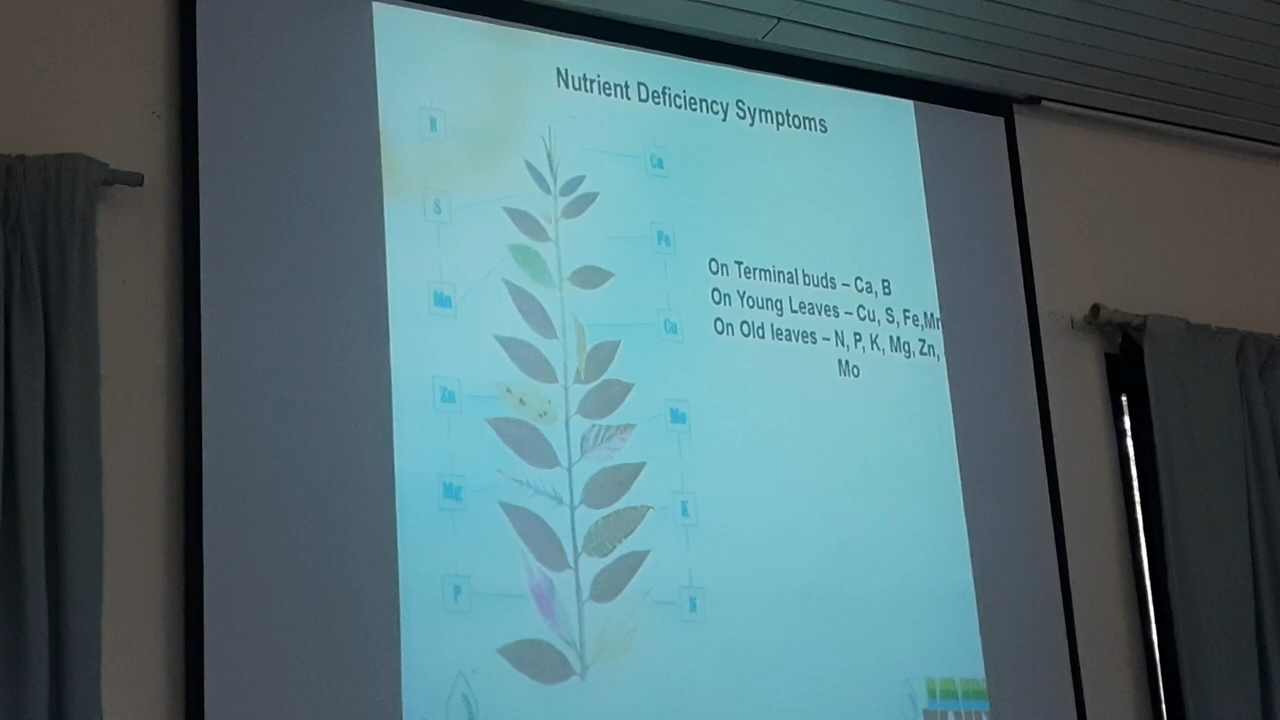 Nutrient Deficiency Symptoms
B
Ca
S
Fe
Mn
Cu
Zn
Mo
Mg
K
P
N
On Terminal buds – Ca, B
On Young Leaves – Cu, S, Fe,Mn
On Old leaves – N, P, K, Mg, Zn,
Mo